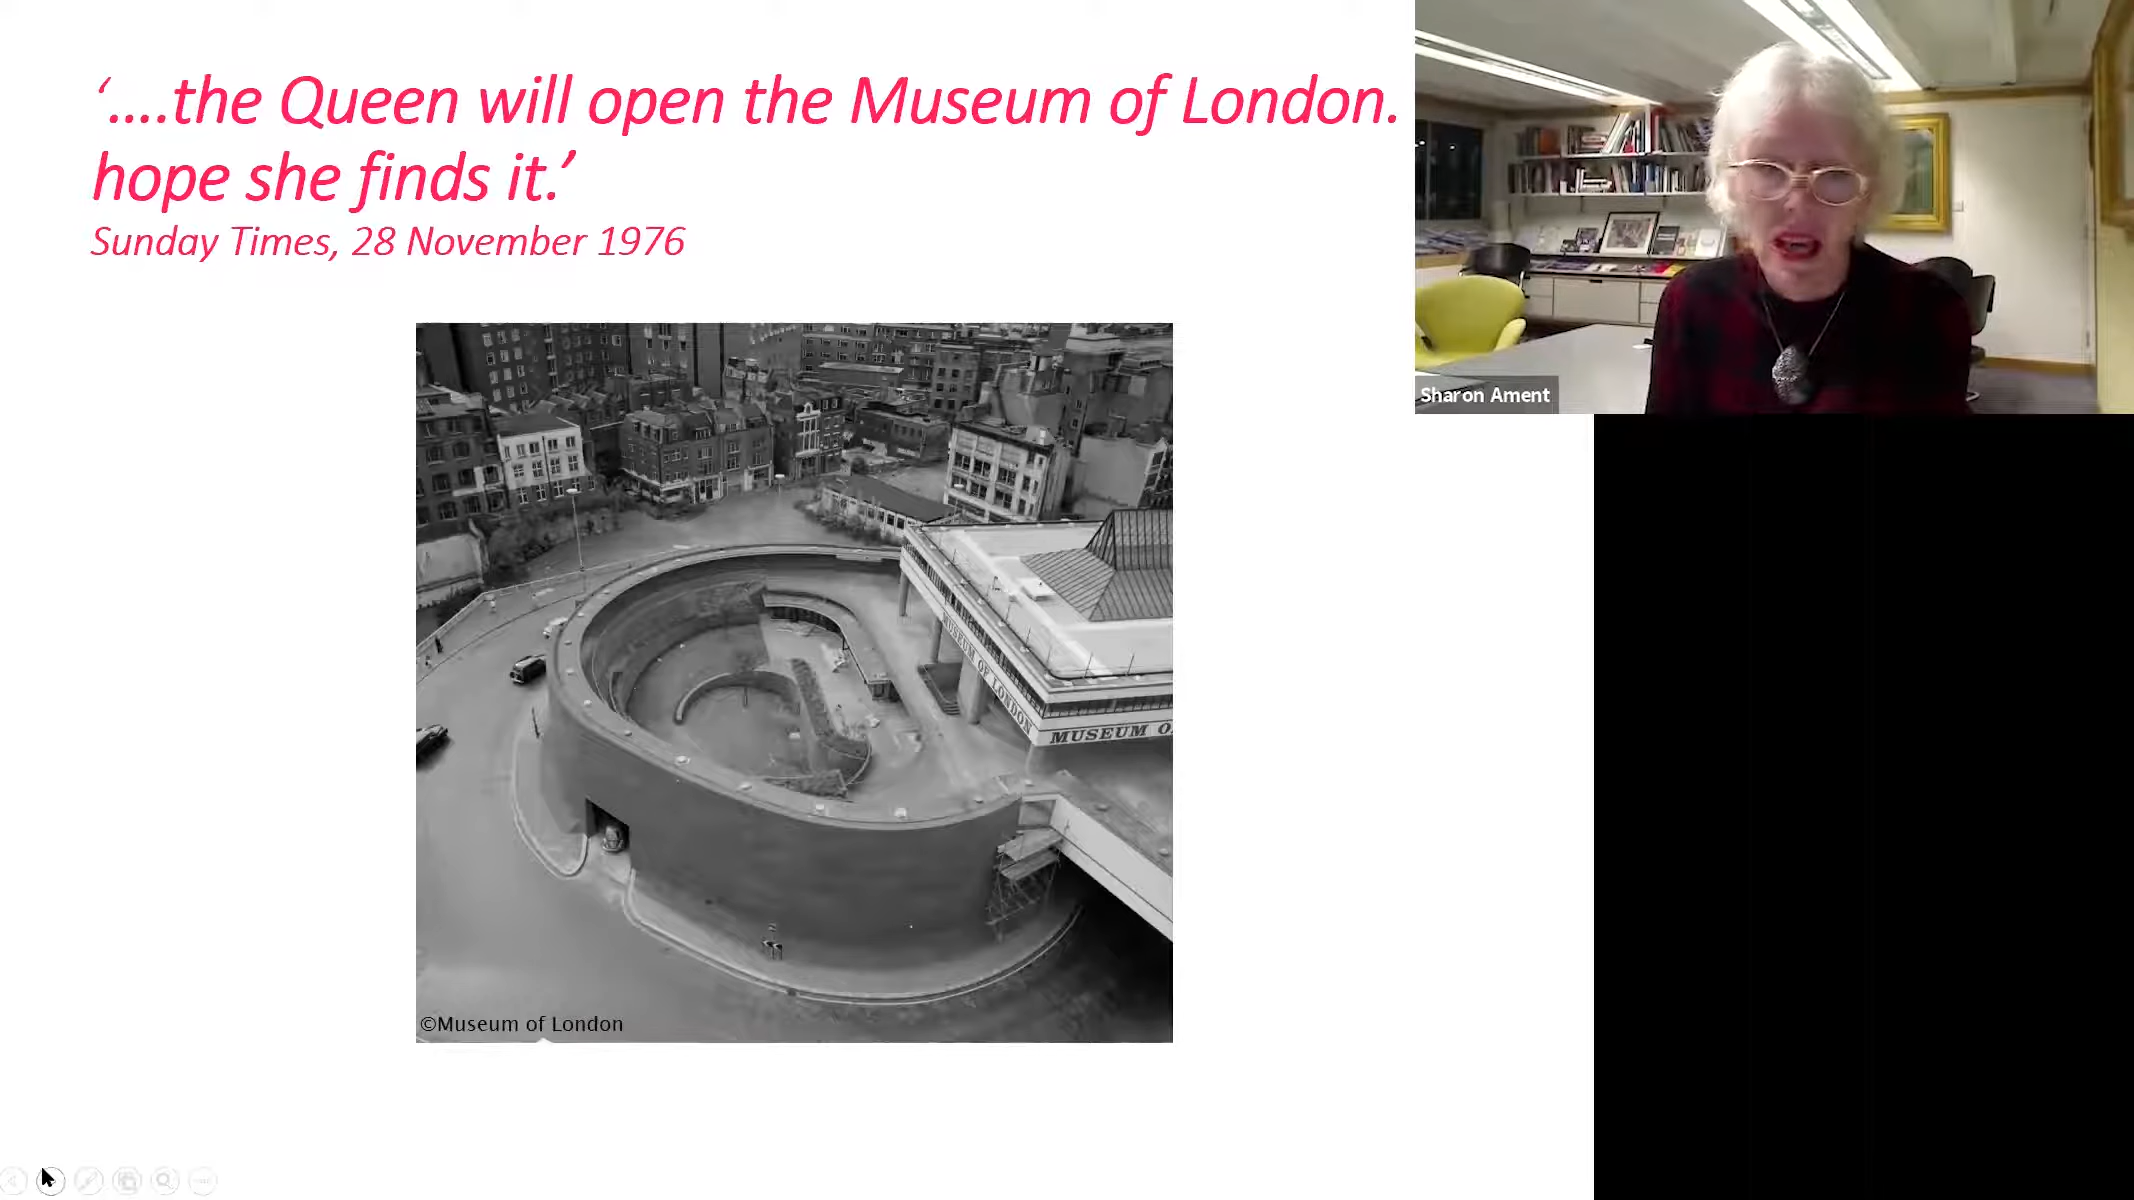 ‘....the Queen will open the Museum of London.
hope she finds it.’
Sunday Times, 28 November 1976
Sharon Ament
MUSEUM OF LONDON
MUSEUM O
©Museum of London